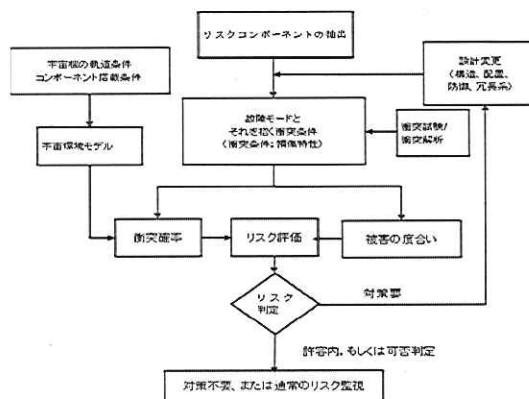 リスクコンポーネントの抽出
宇宙機の軌道条件
コンポーネント搭載条件
設計変更
(構造、配置、
防御、冗長系)
故障モードと
それを招く衝突条件
(衝突条件:損傷特性)
衝突試験/
衝突解析
宇宙環境モデル
衝突確率
リスク評価
被害の度合い
リスク
判定
対策要
許容内、もしくは可否判定
対策不要、または通常のリスク監視